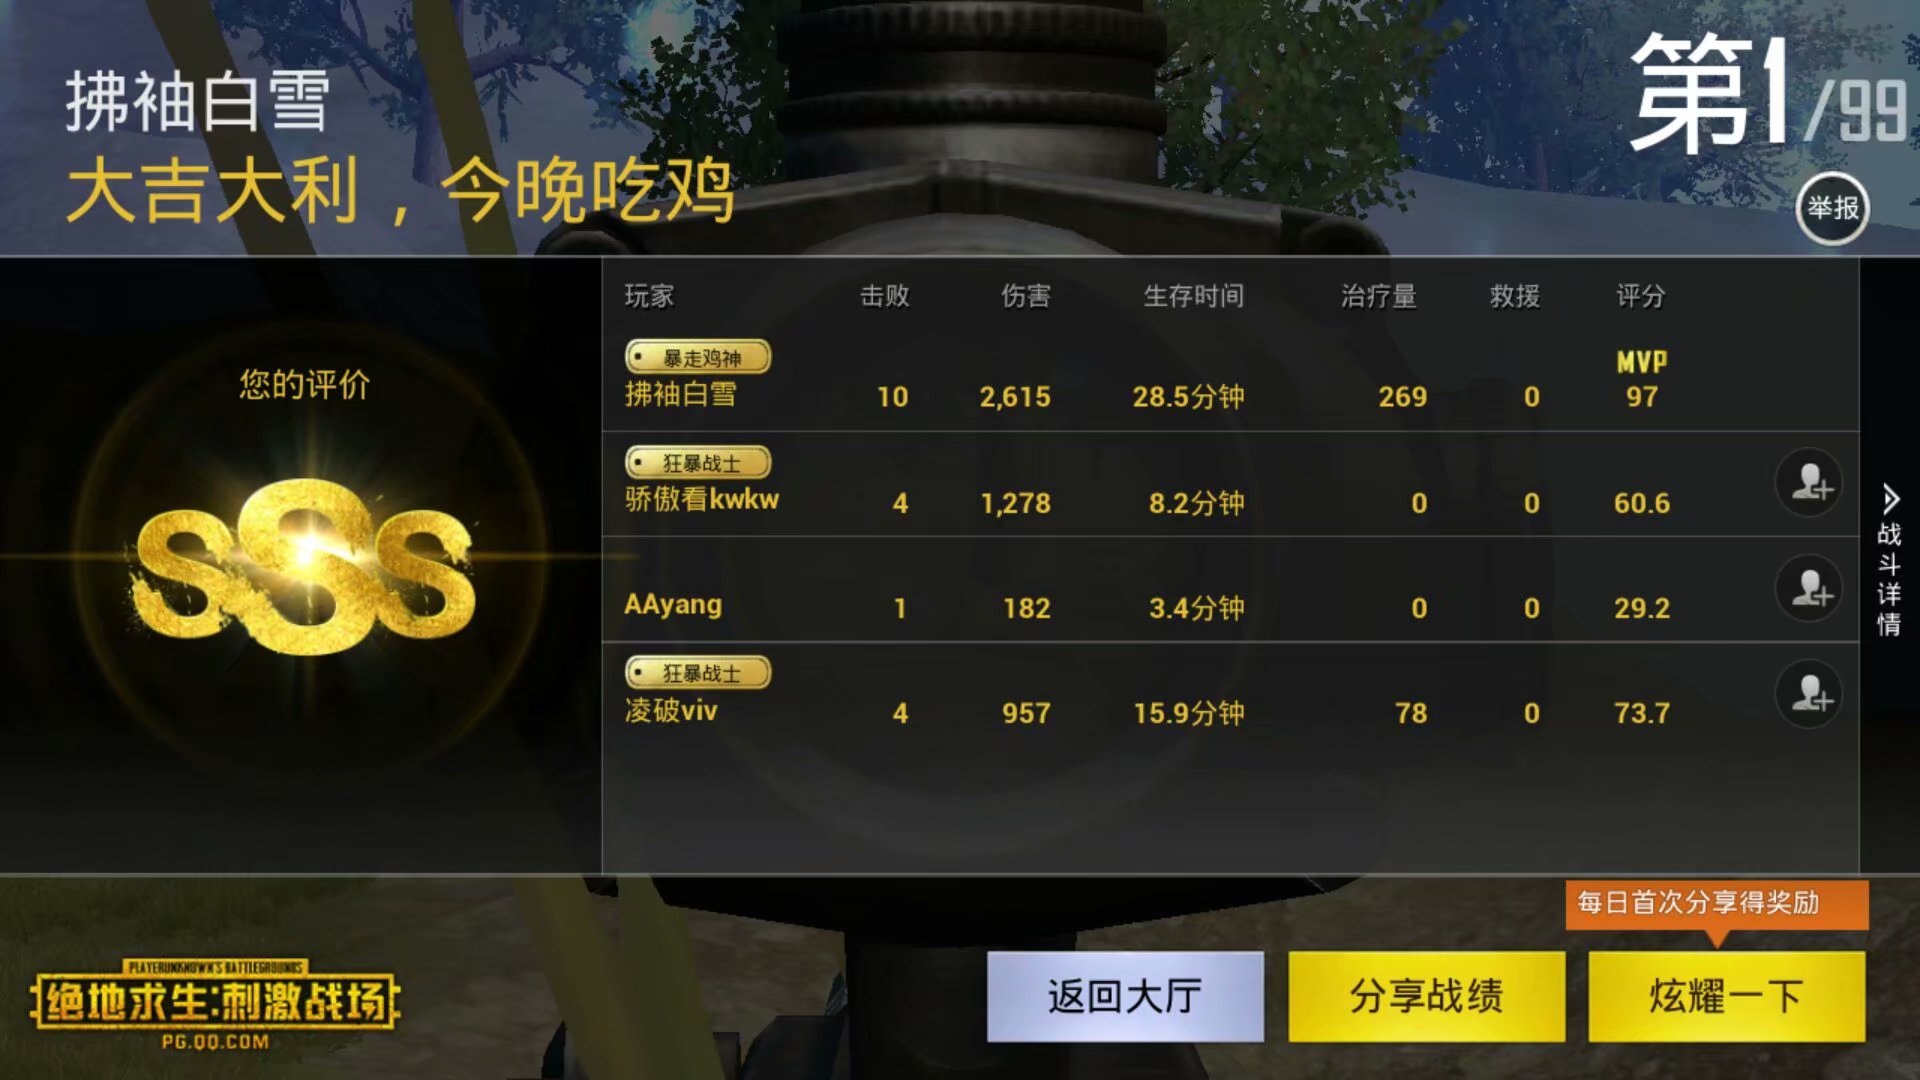 拂袖白雪
大吉大利，今晚吃鸡
第1/99
举报
您的评价
SSS
玩家 击败 伤害 生存时间 治疗量 救援 评分
暴走鸡神 MVP
拂袖白雪 10 2,615 28.5分钟 269 0 97
狂暴战士
骄傲看kwkw 4 1,278 8.2分钟 0 0 60.6
AAyang 1 182 3.4分钟 0 0 29.2
狂暴战士
凌破viv 4 957 15.9分钟 78 0 73.7
战斗详情
每日首次分享得奖励
PLAYERUNKNOWN'S BATTLEGROUNDS
绝地求生:刺激战场
PG.QQ.COM
返回大厅 分享战绩 炫耀一下